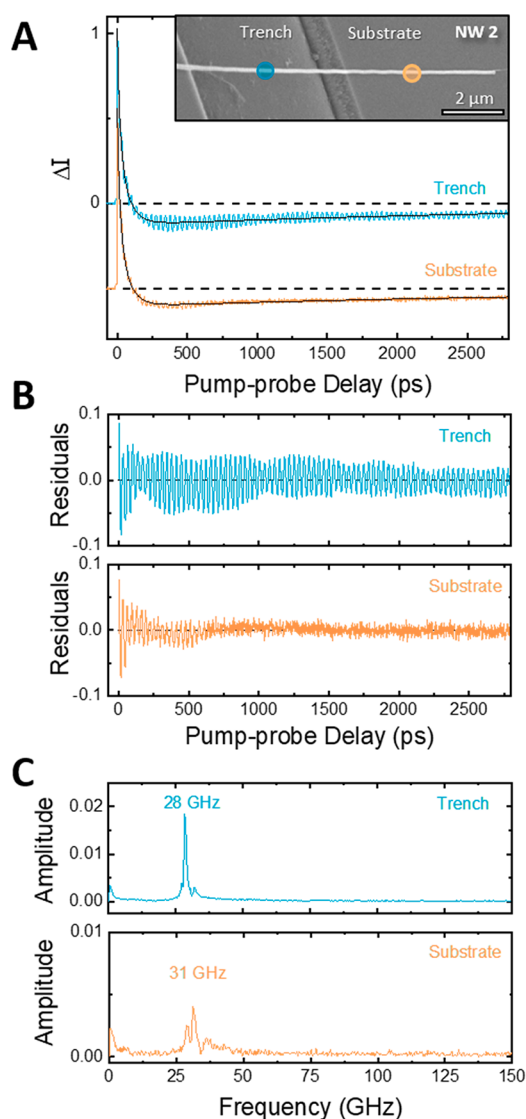 A
Trench
Substrate
NW 2
2 μm
1
0
ΔI
Trench
Substrate
0
500
1000
1500
2000
2500
Pump-probe Delay (ps)
B
0.1
0.0
-0.1
Residuals
Trench
0.1
0.0
-0.1
Residuals
Substrate
0
500
1000
1500
2000
2500
Pump-probe Delay (ps)
C
28 GHz
Trench
0.02
0.01
0.00
Amplitude
0.01
0.00
Amplitude
31 GHz
Substrate
0
25
50
75
100
125
150
Frequency (GHz)